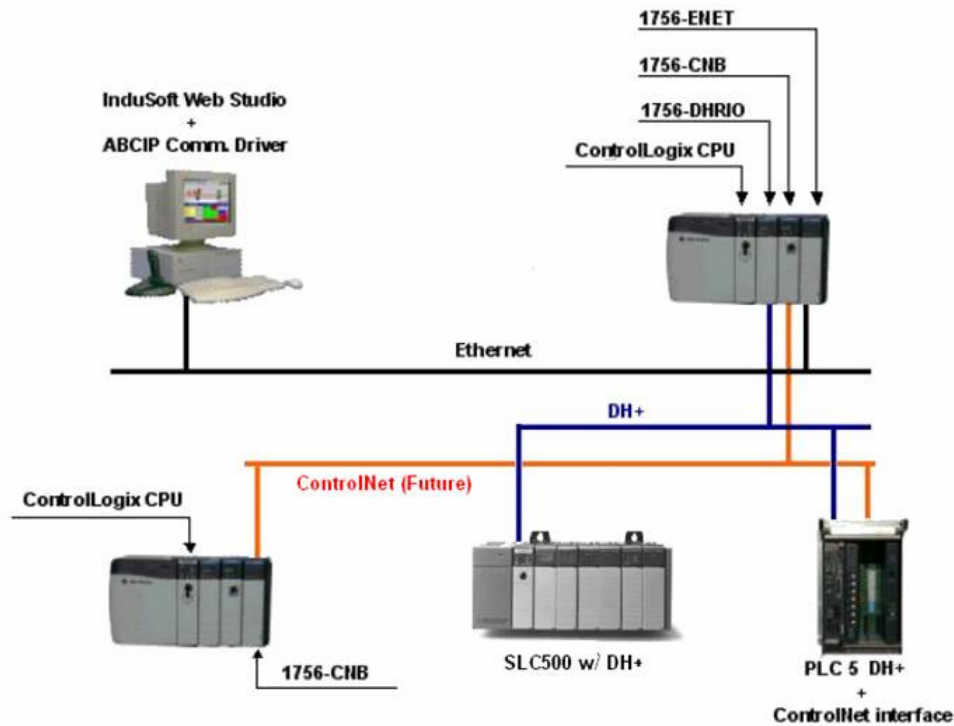 1756-ENET
1756-CNB
1756-DHRIO
ControlLogix CPU
InduSoft Web Studio
+
ABCIP Comm. Driver
Ethernet
DH+
ControlNet (Future)
ControlLogix CPU
1756-CNB
SLC500 w/ DH+
PLC 5 DH+
+
ControlNet interface